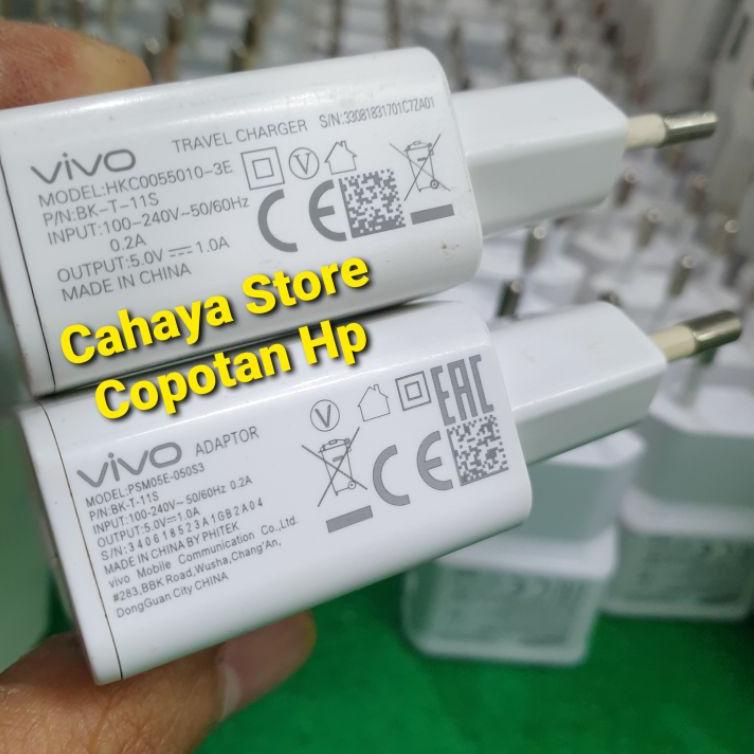 vivo TRAVEL CHARGER S/N:33081831701C7ZA01
MODEL:HKC0055010-3E
P/N:BK-T-11S
INPUT:100-240V~50/60Hz
0.2A
OUTPUT:5.0V⎓1.0A
MADE IN CHINA
V
CE
Cahaya Store
Copotan Hp
vivo ADAPTOR
MODEL:PSM05E-050S3
P/N:BK-T-11S
INPUT:100-240V~50/60Hz 0.2A
OUTPUT:5.0V⎓1.0A
S/N:34061852​3A1GB2A04
MADE IN CHINA BY PHITEK
vivo Mobile Communication Co.,Ltd.
#283,BBK Road,Wusha,Chang'An,
DongGuan City CHINA
V
EAC
CE